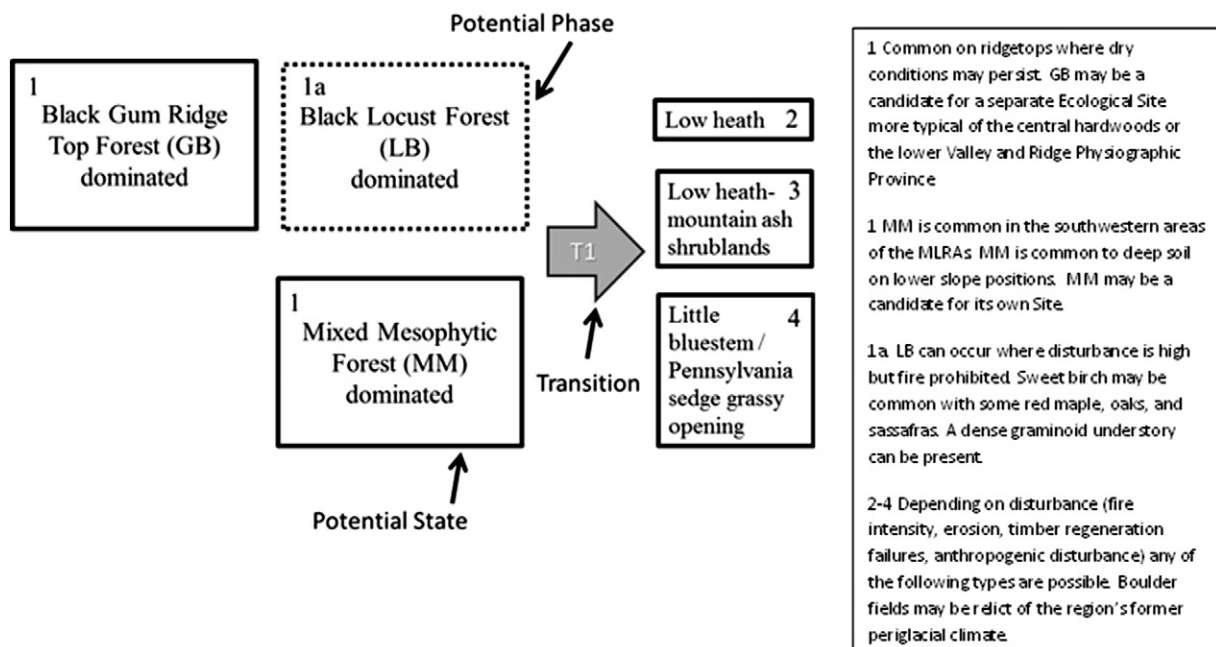 Potential Phase
1
Black Gum Ridge
Top Forest (GB)
dominated
1a
Black Locust Forest
(LB)
dominated
1
Mixed Mesophytic
Forest (MM)
dominated
Potential State
T1
Transition
Low heath 2
Low heath- 3
mountain ash
shrublands
Little 4
bluestem /
Pennsylvania
sedge grassy
opening
1 Common on ridgetops where dry
conditions may persist. GB may be a
candidate for a separate Ecological Site
more typical of the central hardwoods or
the lower Valley and Ridge Physiographic
Province
1 MM is common in the southwestern areas
of the MLRAs. MM is common to deep soil
on lower slope positions. MM may be a
candidate for its own Site.
1a. LB can occur where disturbance is high
but fire prohibited. Sweet birch may be
common with some red maple, oaks, and
sassafras. A dense graminoid understory
can be present.
2-4 Depending on disturbance (fire
intensity, erosion, timber regeneration
failures, anthropogenic disturbance) any of
the following types are possible. Boulder
fields may be relict of the region's former
periglacial climate.